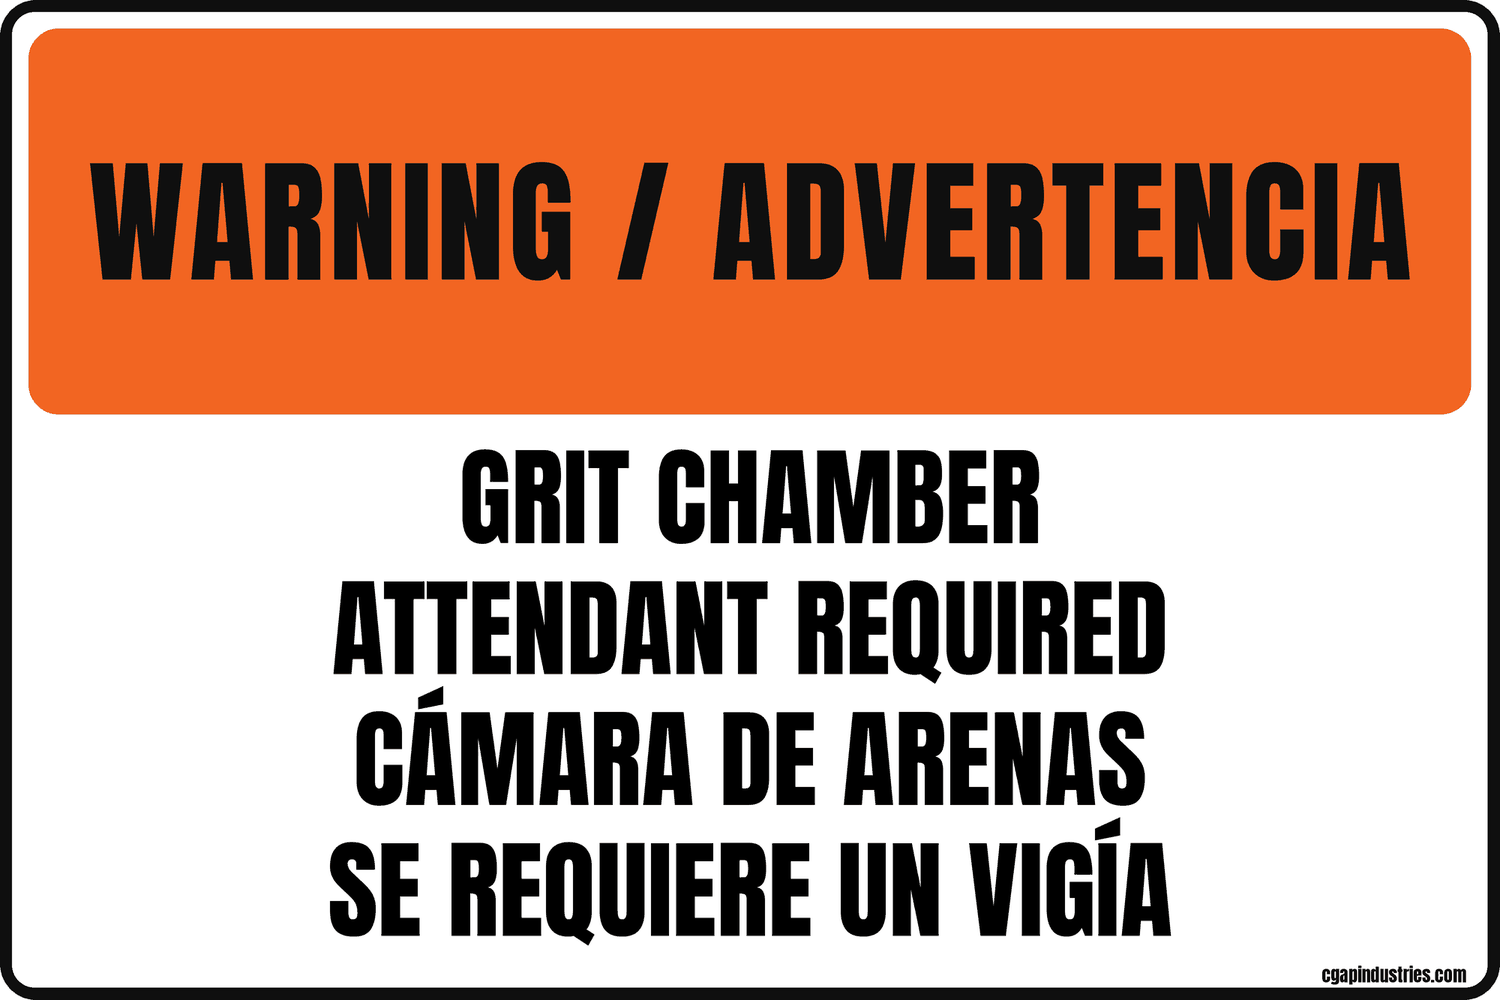 WARNING / ADVERTENCIA
GRIT CHAMBER
ATTENDANT REQUIRED
CÁMARA DE ARENAS
SE REQUIERE UN VIGÍA
cgapindustries.com